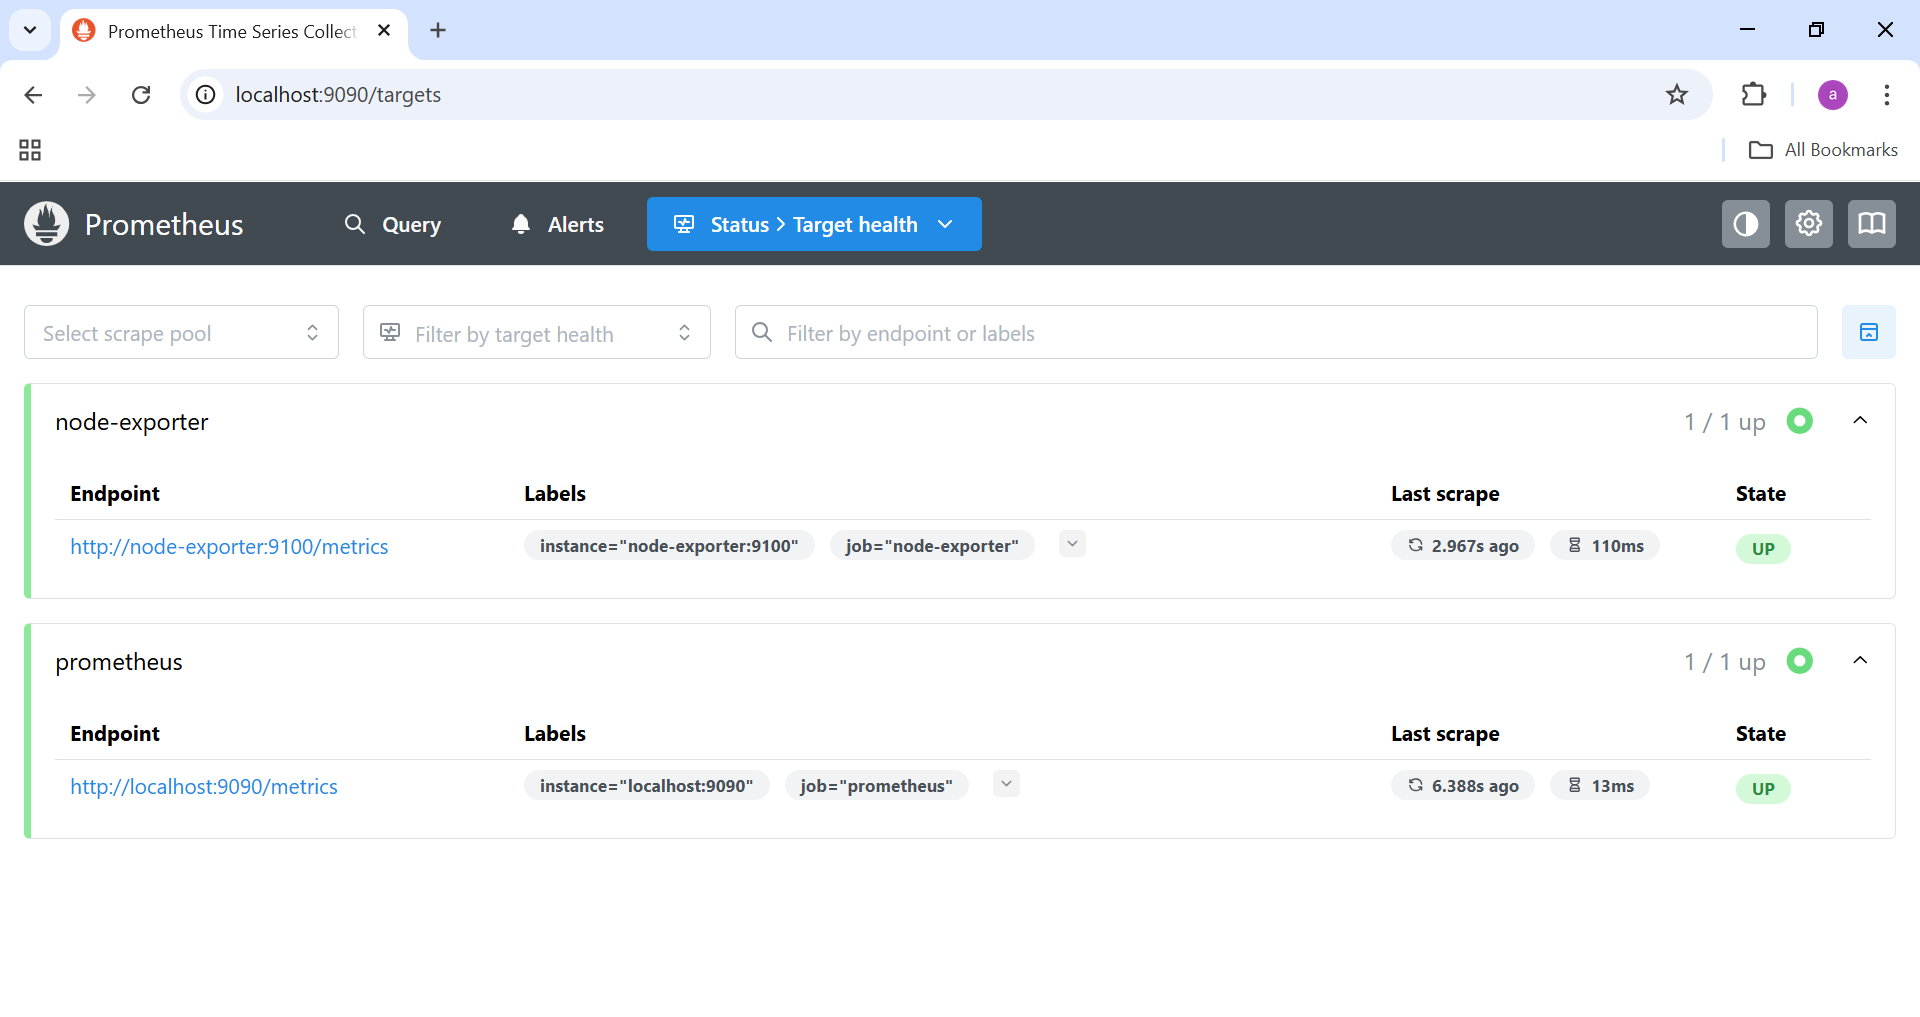 Prometheus Time Series Collect
localhost:9090/targets
a
All Bookmarks
Prometheus
Query
Alerts
Status > Target health
Select scrape pool
Filter by target health
Filter by endpoint or labels
node-exporter
1 / 1 up
Endpoint Labels Last scrape State
http://node-exporter:9100/metrics instance="node-exporter:9100" job="node-exporter" 2.967s ago 110ms UP
prometheus
1 / 1 up
Endpoint Labels Last scrape State
http://localhost:9090/metrics instance="localhost:9090" job="prometheus" 6.388s ago 13ms UP